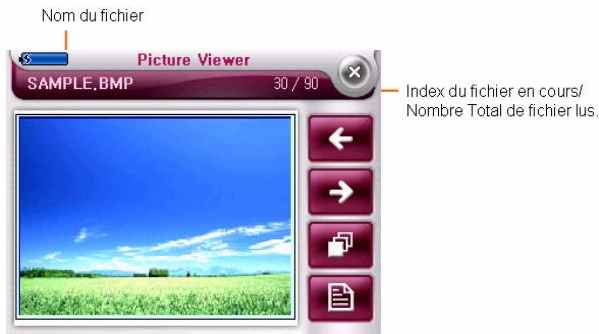 Nom du fichier
Picture Viewer
SAMPLE.BMP 30 / 90
Index du fichier en cours/
Nombre Total de fichier lus.